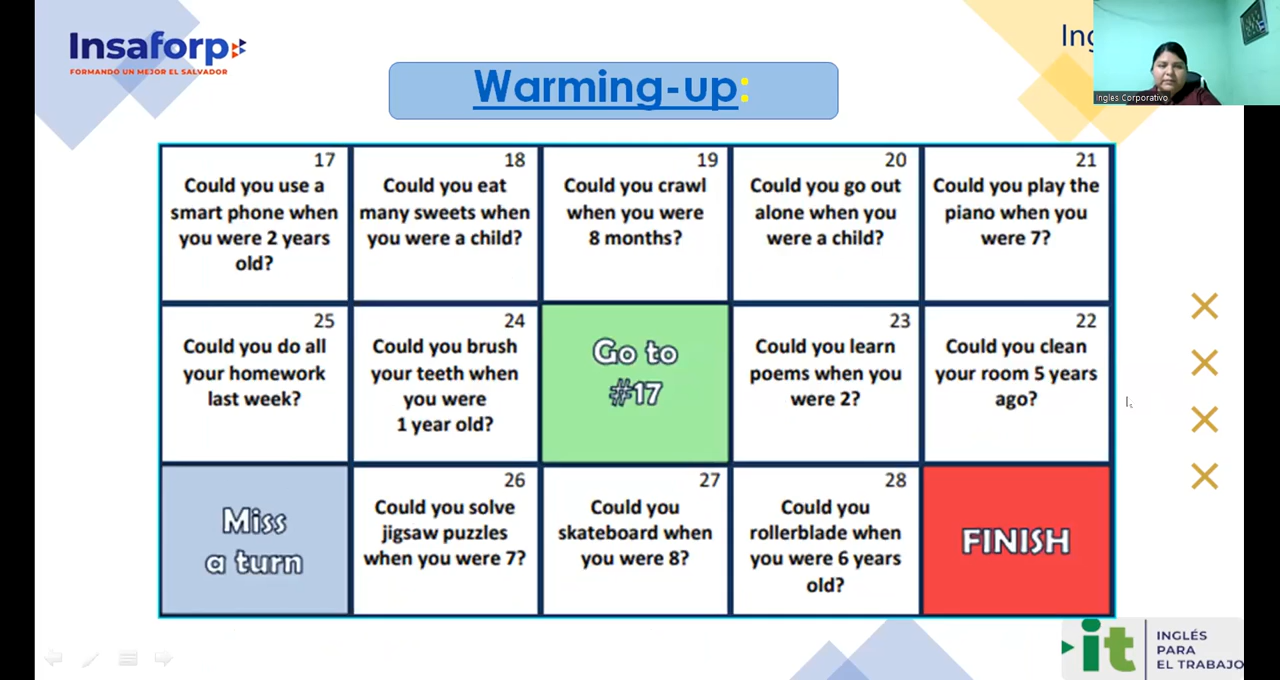 Insaforp
FORMANDO UN MEJOR EL SALVADOR
Ing
Ingles Corporativo
Warming-up:
17
Could you use a
smart phone when
you were 2 years
old?
18
Could you eat
many sweets when
you were a child?
19
Could you crawl
when you were
8 months?
20
Could you go out
alone when you
were a child?
21
Could you play the
piano when you
were 7?
25
Could you do all
your homework
last week?
24
Could you brush
your teeth when
you were
1 year old?
Go to
#17
23
Could you learn
poems when you
were 2?
22
Could you clean
your room 5 years
ago?
Miss
a turn
26
Could you solve
jigsaw puzzles
when you were 7?
27
Could you
skateboard when
you were 8?
28
Could you
rollerblade when
you were 6 years
old?
FINISH
it
INGLÉS
PARA
EL TRABAJO